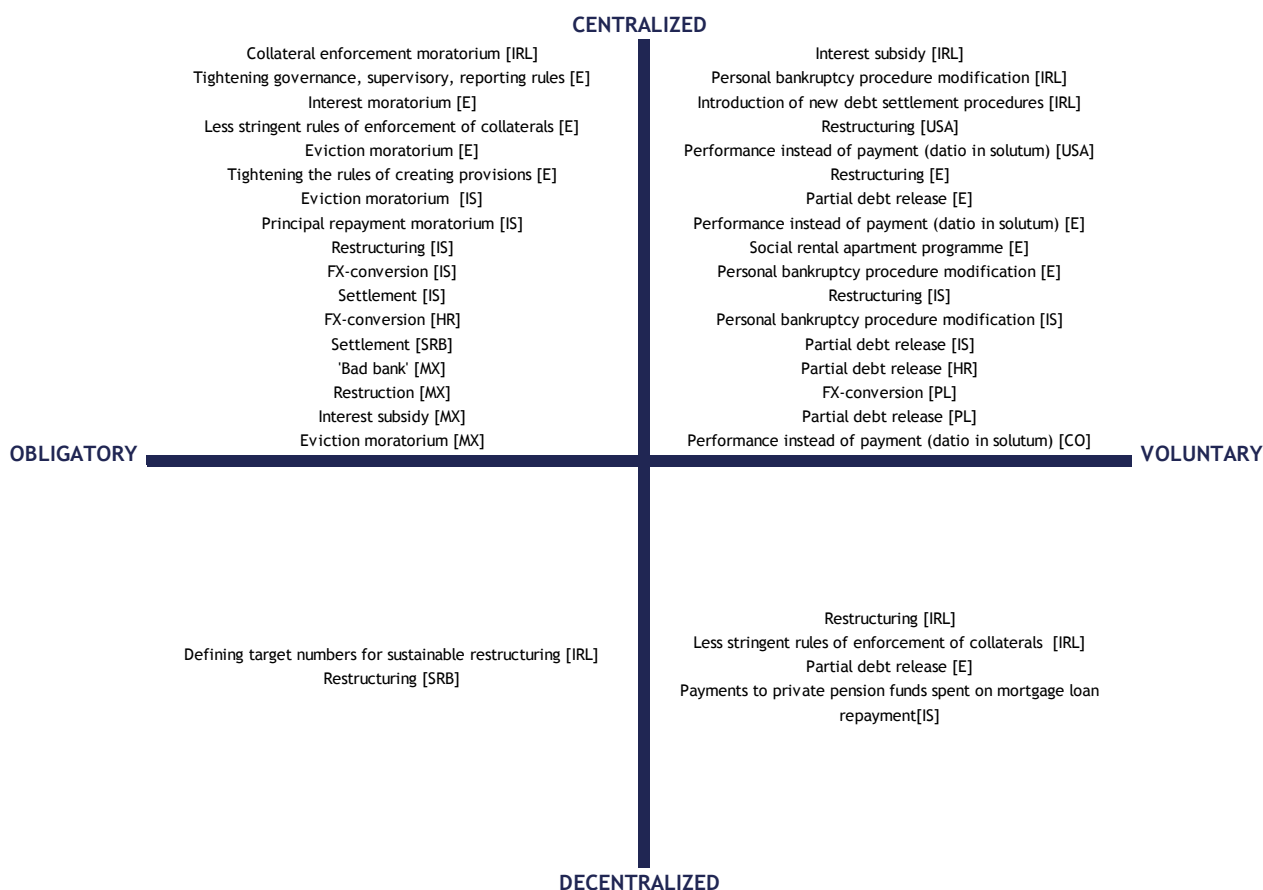 CENTRALIZED
Collateral enforcement moratorium [IRL]
Tightening governance, supervisory, reporting rules [E]
Interest moratorium [E]
Less stringent rules of enforcement of collaterals [E]
Eviction moratorium [E]
Tightening the rules of creating provisions [E]
Eviction moratorium  [IS]
Principal repayment moratorium [IS]
Restructuring [IS]
FX-conversion [IS]
Settlement [IS]
FX-conversion [HR]
Settlement [SRB]
'Bad bank' [MX]
Restruction [MX]
Interest subsidy [MX]
Eviction moratorium [MX]
Interest subsidy [IRL]
Personal bankruptcy procedure modification [IRL]
Introduction of new debt settlement procedures [IRL]
Restructuring [USA]
Performance instead of payment (datio in solutum) [USA]
Restructuring [E]
Partial debt release [E]
Performance instead of payment (datio in solutum) [E]
Social rental apartment programme [E]
Personal bankruptcy procedure modification [E]
Restructuring [IS]
Personal bankruptcy procedure modification [IS]
Partial debt release [IS]
Partial debt release [HR]
FX-conversion [PL]
Partial debt release [PL]
Performance instead of payment (datio in solutum) [CO]
OBLIGATORY
VOLUNTARY
Defining target numbers for sustainable restructuring [IRL]
Restructuring [SRB]
Restructuring [IRL]
Less stringent rules of enforcement of collaterals  [IRL]
Partial debt release [E]
Payments to private pension funds spent on mortgage loan
repayment[IS]
DECENTRALIZED